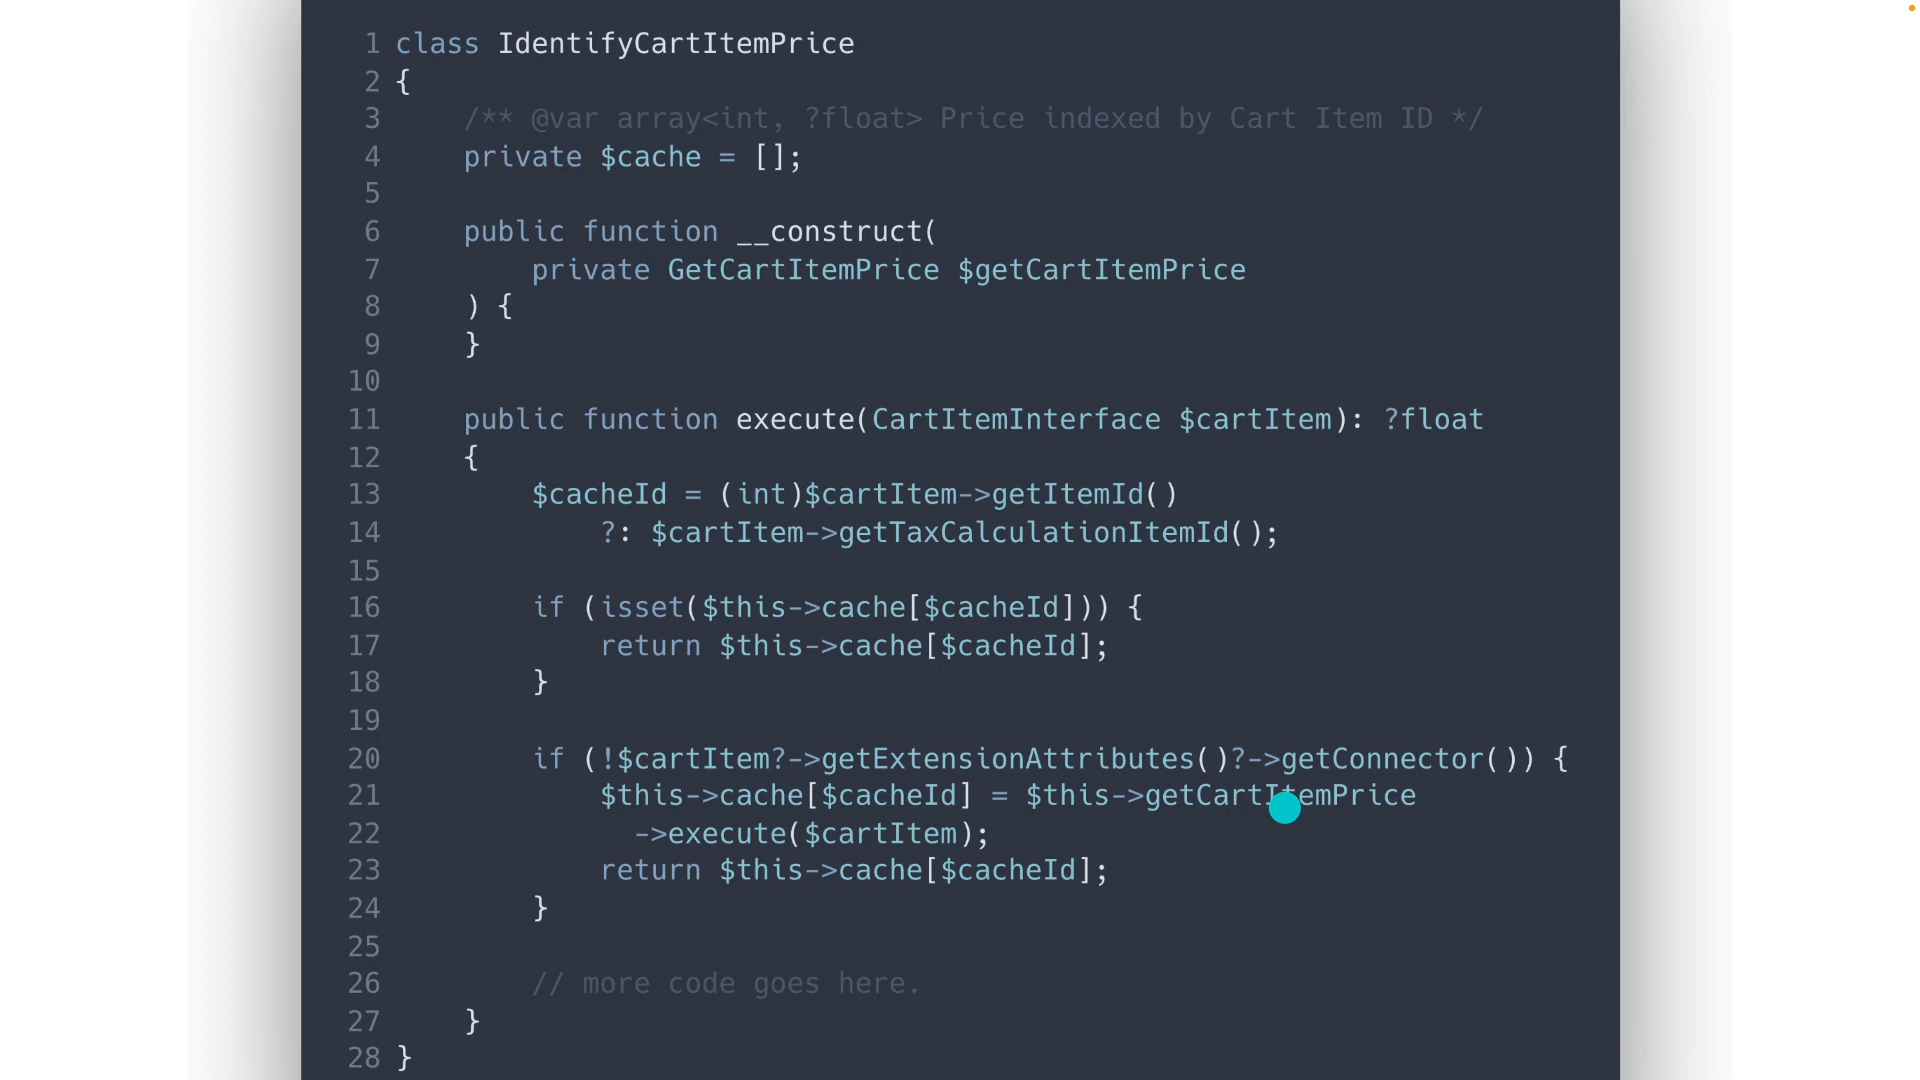 1 class IdentifyCartItemPrice
2 {
3 /** @var array<int, ?float> Price indexed by Cart Item ID */
4 private $cache = [];
5
6 public function __construct(
7 private GetCartItemPrice $getCartItemPrice
8 ) {
9 }
10
11 public function execute(CartItemInterface $cartItem): ?float
12 {
13 $cacheId = (int)$cartItem->getItemId()
14 ?: $cartItem->getTaxCalculationItemId();
15
16 if (isset($this->cache[$cacheId])) {
17 return $this->cache[$cacheId];
18 }
19
20 if (!$cartItem?->getExtensionAttributes()?->getConnector()) {
21 $this->cache[$cacheId] = $this->getCartItemPrice
22 ->execute($cartItem);
23 return $this->cache[$cacheId];
24 }
25
26 // more code goes here.
27 }
28 }